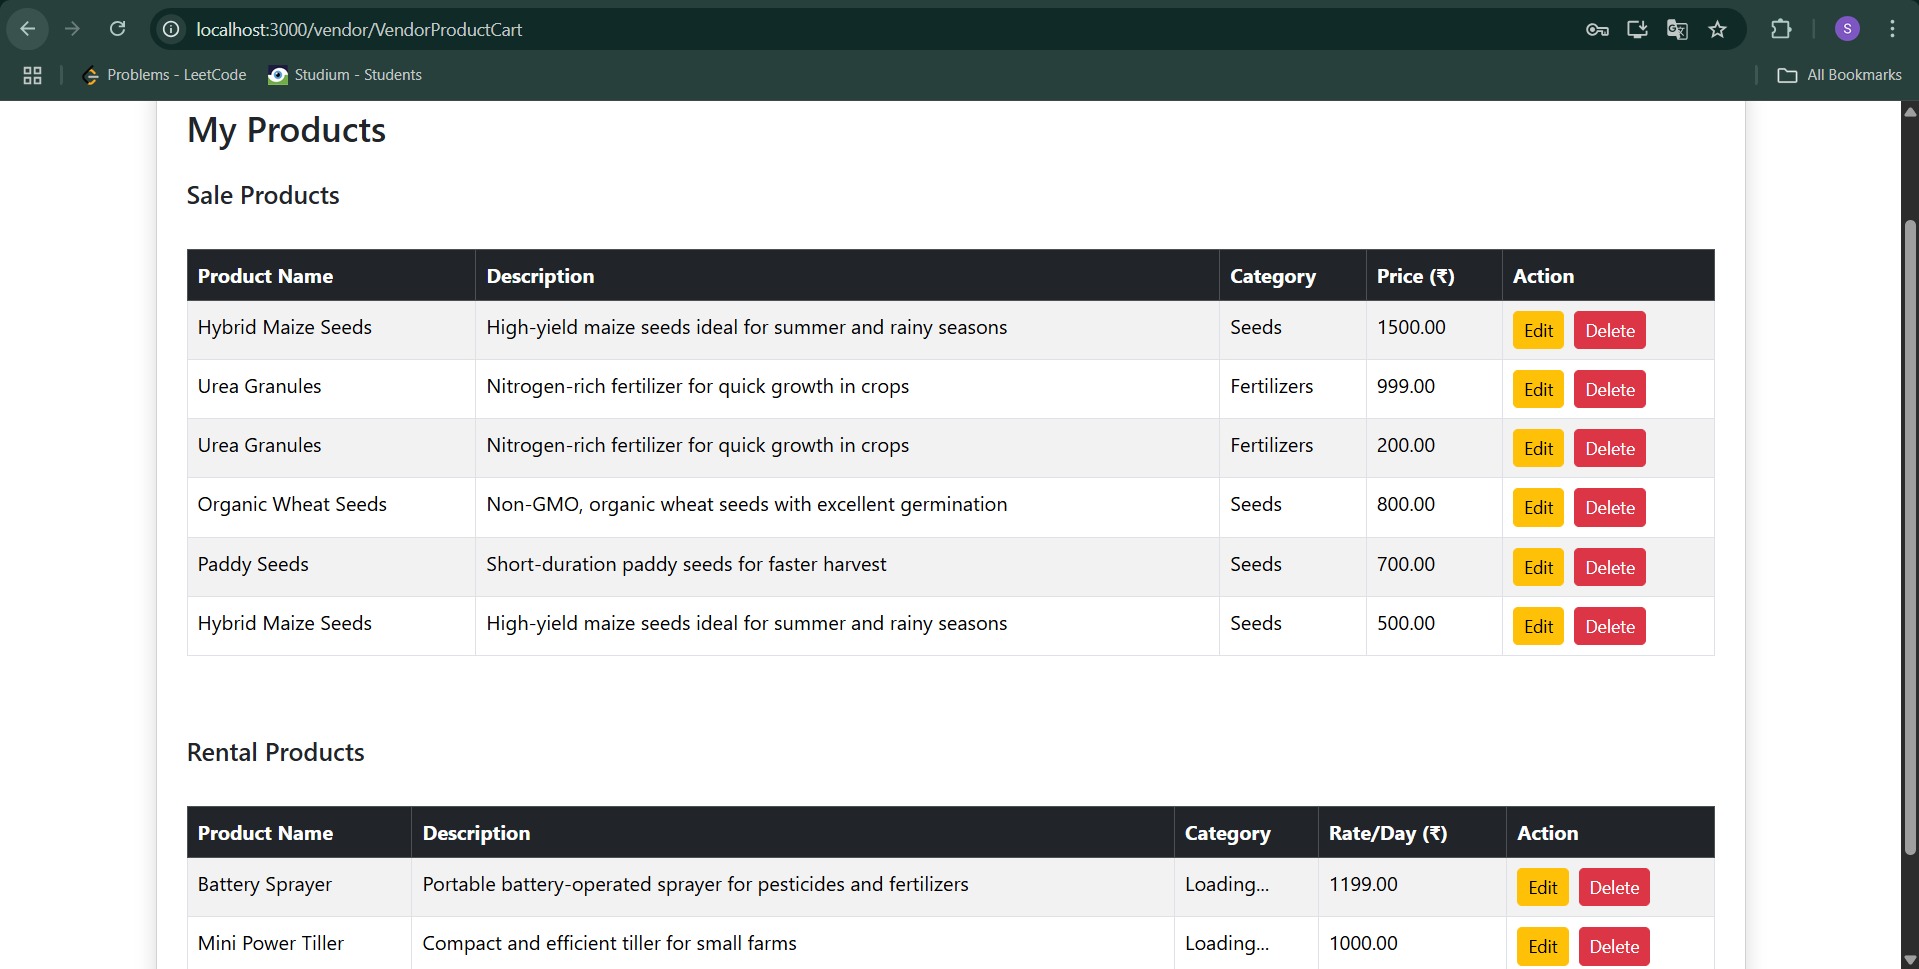 localhost:3000/vendor/VendorProductCart
S
Problems - LeetCode Studium - Students All Bookmarks
My Products
Sale Products
Product Name Description Category Price (₹) Action
Hybrid Maize Seeds High-yield maize seeds ideal for summer and rainy seasons Seeds 1500.00 Edit Delete
Urea Granules Nitrogen-rich fertilizer for quick growth in crops Fertilizers 999.00 Edit Delete
Urea Granules Nitrogen-rich fertilizer for quick growth in crops Fertilizers 200.00 Edit Delete
Organic Wheat Seeds Non-GMO, organic wheat seeds with excellent germination Seeds 800.00 Edit Delete
Paddy Seeds Short-duration paddy seeds for faster harvest Seeds 700.00 Edit Delete
Hybrid Maize Seeds High-yield maize seeds ideal for summer and rainy seasons Seeds 500.00 Edit Delete
Rental Products
Product Name Description Category Rate/Day (₹) Action
Battery Sprayer Portable battery-operated sprayer for pesticides and fertilizers Loading... 1199.00 Edit Delete
Mini Power Tiller Compact and efficient tiller for small farms Loading... 1000.00 Edit Delete